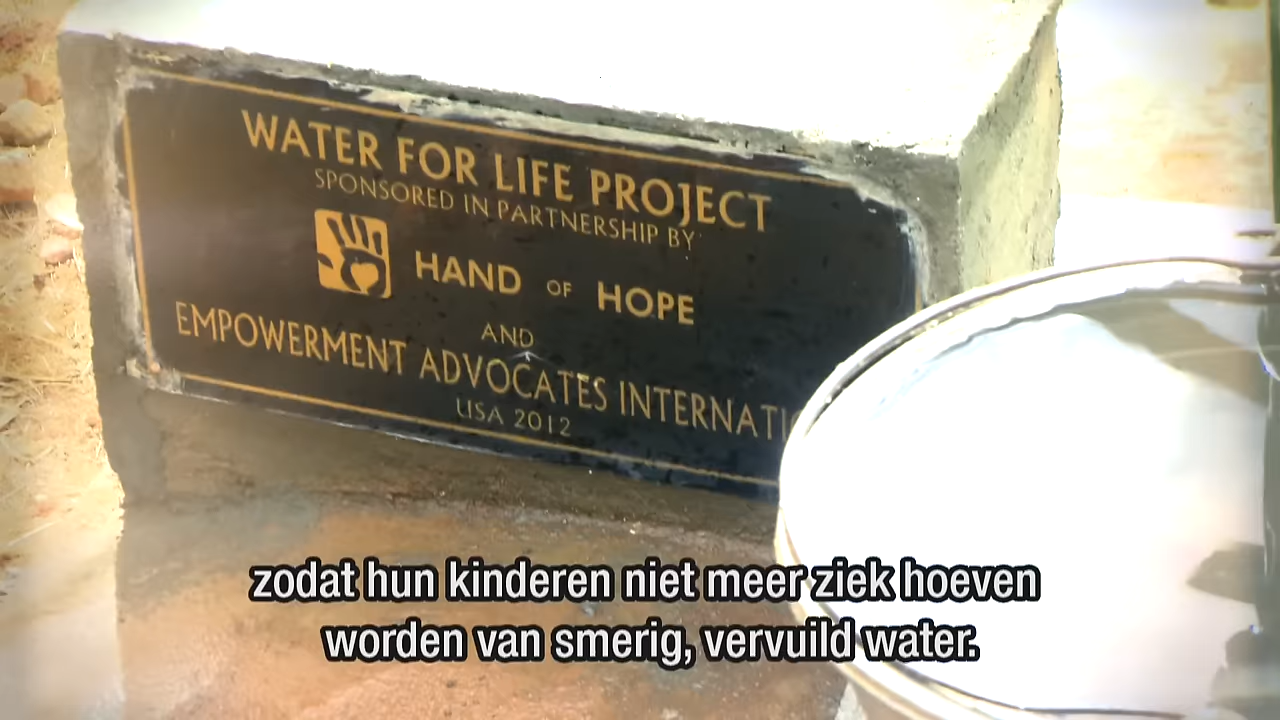 WATER FOR LIFE PROJECT
SPONSORED IN PARTNERSHIP BY
HAND OF HOPE
AND
EMPOWERMENT ADVOCATES INTERNATIO
USA 2012
zodat hun kinderen niet meer ziek hoeven
worden van smerig, vervuild water.